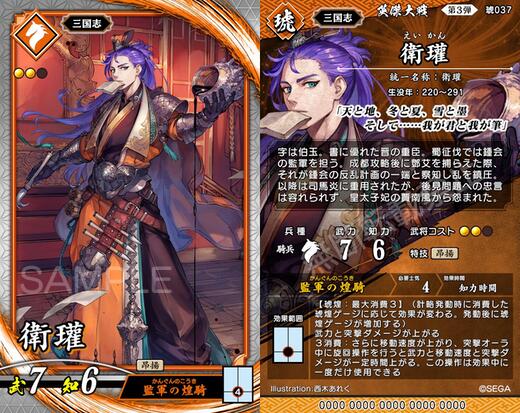 三国志
SAMPLE
衛瓘
昂揚
かんぐんのこうき
監軍の煌騎
武7 知6
4
琥
三国志
英傑大戦
第3弾
琥037
えい かん
衛瓘
統一名称:衛瓘
生没年:220~291
「天と地、冬と夏、雪と墨
そして……我が君と我が筆」
字は伯玉。書に優れた晋の重臣。蜀征伐では鍾会
の監軍を担う。成都攻略後に鄧艾を捕らえた際、
それが鍾会の反乱計画の一端と察知し乱を鎮圧。
以降は司馬炎に重用されたが、後見問題への忠言
は容れられず、皇太子妃の賈南風から怨まれた。
兵種 武力 知力 武将コスト
騎兵 7 6 特技 昂揚
かんぐんのこうき 必要士気 効果時間
監軍の煌騎 4 知力時間
効果範囲
【琥煌:最大消費3】(計略発動時に消費した
琥煌ゲージに応じて効果が変わる。発動後に琥
煌ゲージが増加する)
武力と突撃ダメージが上がる
3消費:さらに移動速度が上がり、突撃オーラ
中に旋回操作を行うと武力と移動速度と突撃ダ
メージが一定時間上がる。この操作は効果中に
一度だけ使用できる
Illustration:西木あれく
©SEGA
0000 0000 0000 0000 0000